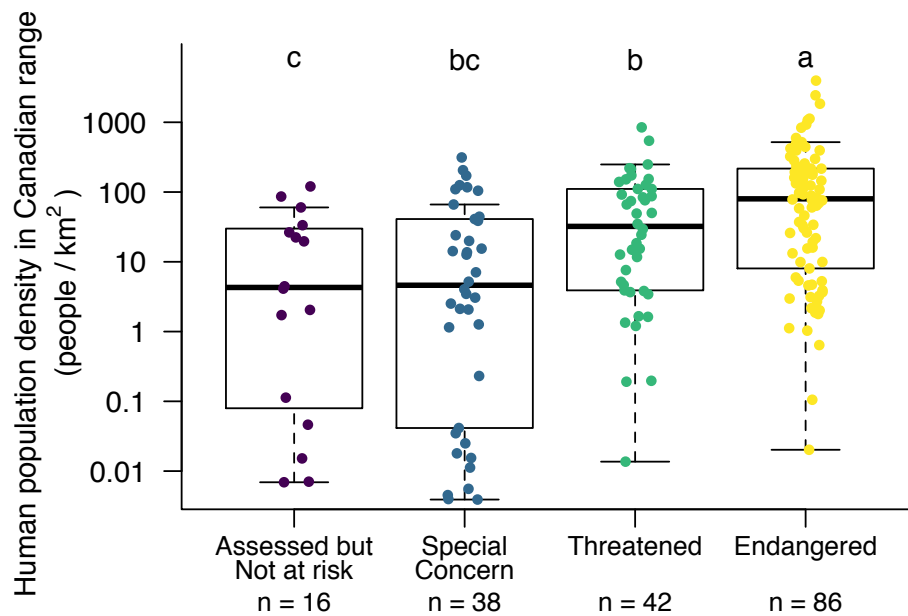 Human population density in Canadian range
(people / km²)
1000
100
10
1
0.1
0.01
c
bc
b
a
Assessed but
Not at risk
n = 16
Special
Concern
n = 38
Threatened
n = 42
Endangered
n = 86